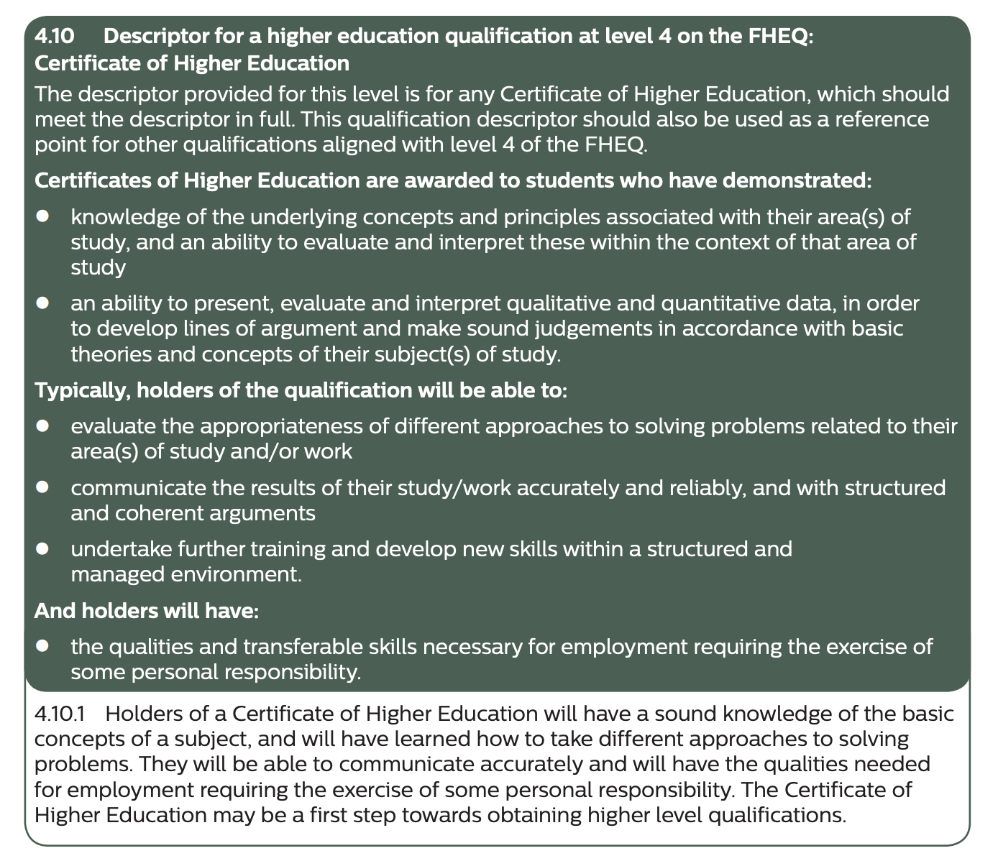 4.10 Descriptor for a higher education qualification at level 4 on the FHEQ:
Certificate of Higher Education
The descriptor provided for this level is for any Certificate of Higher Education, which should
meet the descriptor in full. This qualification descriptor should also be used as a reference
point for other qualifications aligned with level 4 of the FHEQ.
Certificates of Higher Education are awarded to students who have demonstrated:
● knowledge of the underlying concepts and principles associated with their area(s) of
study, and an ability to evaluate and interpret these within the context of that area of
study
● an ability to present, evaluate and interpret qualitative and quantitative data, in order
to develop lines of argument and make sound judgements in accordance with basic
theories and concepts of their subject(s) of study.
Typically, holders of the qualification will be able to:
● evaluate the appropriateness of different approaches to solving problems related to their
area(s) of study and/or work
● communicate the results of their study/work accurately and reliably, and with structured
and coherent arguments
● undertake further training and develop new skills within a structured and
managed environment.
And holders will have:
● the qualities and transferable skills necessary for employment requiring the exercise of
some personal responsibility.
4.10.1 Holders of a Certificate of Higher Education will have a sound knowledge of the basic
concepts of a subject, and will have learned how to take different approaches to solving
problems. They will be able to communicate accurately and will have the qualities needed
for employment requiring the exercise of some personal responsibility. The Certificate of
Higher Education may be a first step towards obtaining higher level qualifications.